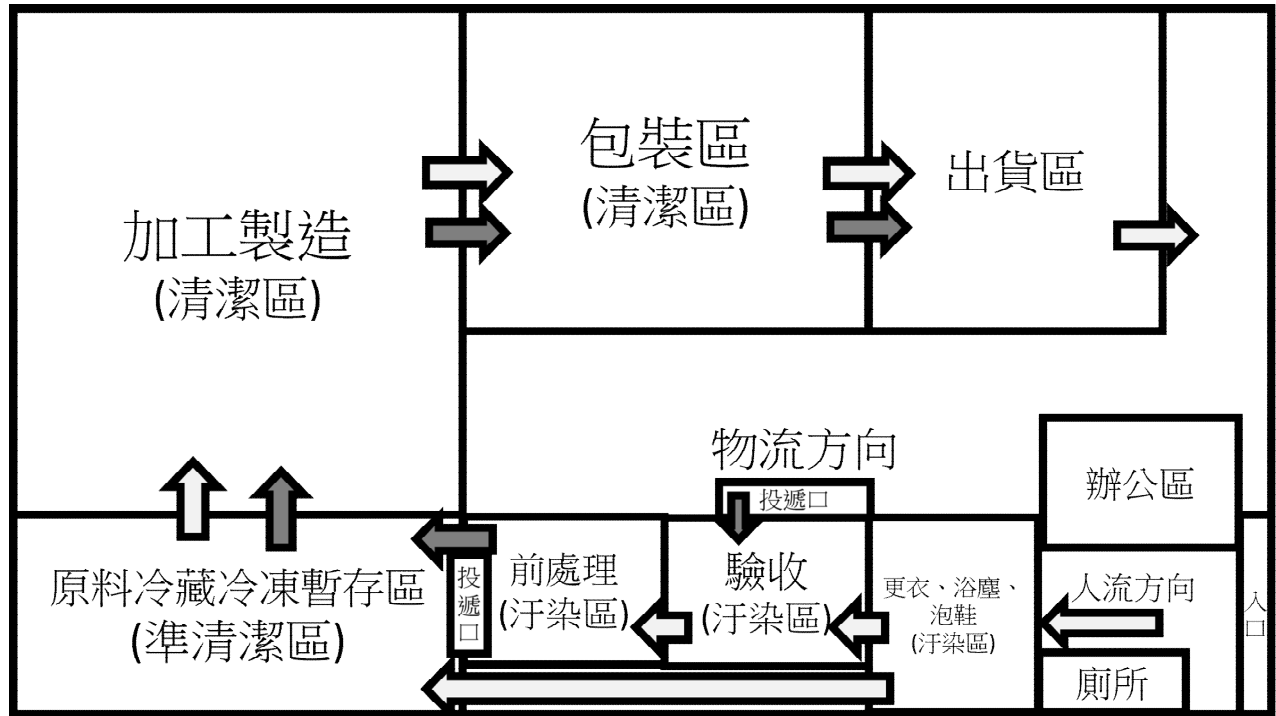 包裝區
(清潔區)
出貨區
加工製造
(清潔區)
物流方向
投遞口
辦公區
原料冷藏冷凍暫存區
(準清潔區)
投遞口
前處理
(汙染區)
驗收
(汙染區)
更衣、浴塵、
泡鞋
(汙染區)
人流方向
入口
廁所